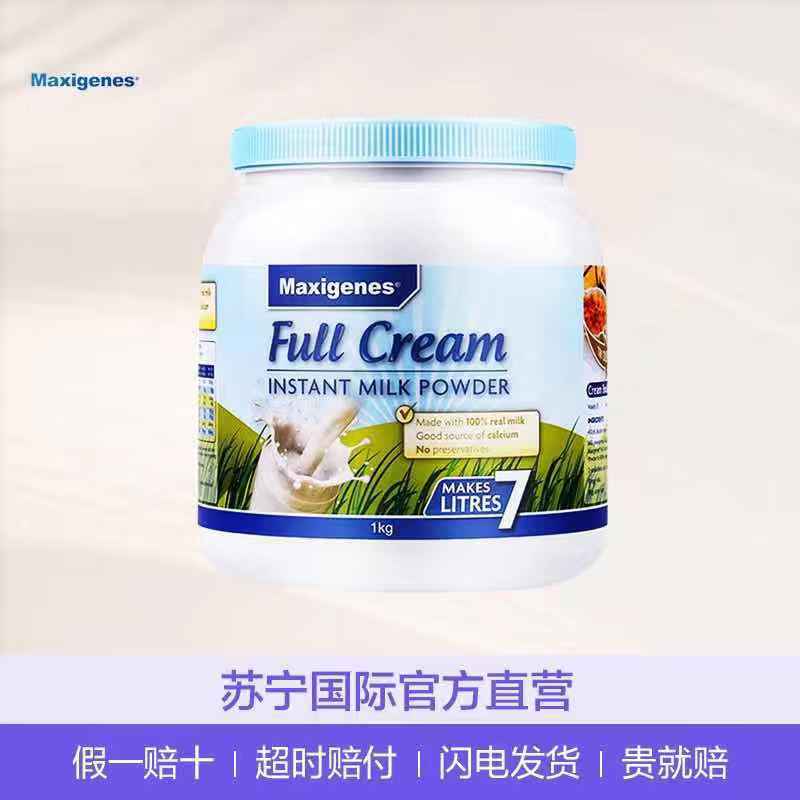 Maxigenes®
Maxigenes®
Full Cream
INSTANT MILK POWDER
Made with 100% real milk
Good source of calcium
No preservatives
MAKES
LITRES 7
1kg
苏宁国际官方直营
假一赔十 | 超时赔付 | 闪电发货 | 贵就赔